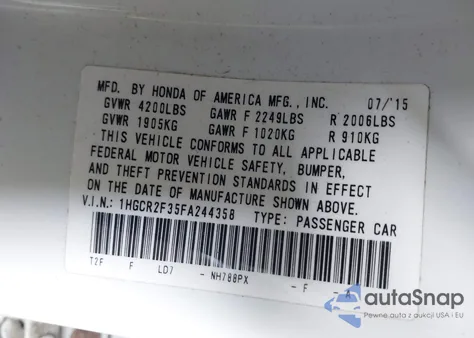 MFD. BY HONDA OF AMERICA MFG., INC. 07/'15
GVWR 4200LBS GAWR F 2249LBS R 2006LBS
GVWR 1905KG GAWR F 1020KG R 910KG
THIS VEHICLE CONFORMS TO ALL APPLICABLE
FEDERAL MOTOR VEHICLE SAFETY, BUMPER,
AND THEFT PREVENTION STANDARDS IN EFFECT
ON THE DATE OF MANUFACTURE SHOWN ABOVE.
V.I.N.: 1HGCR2F35FA244358 TYPE: PASSENGER CAR
T2F F LD7 - NH788PX - F - A
autoSnap
Pewne auta z aukcji USA i EU